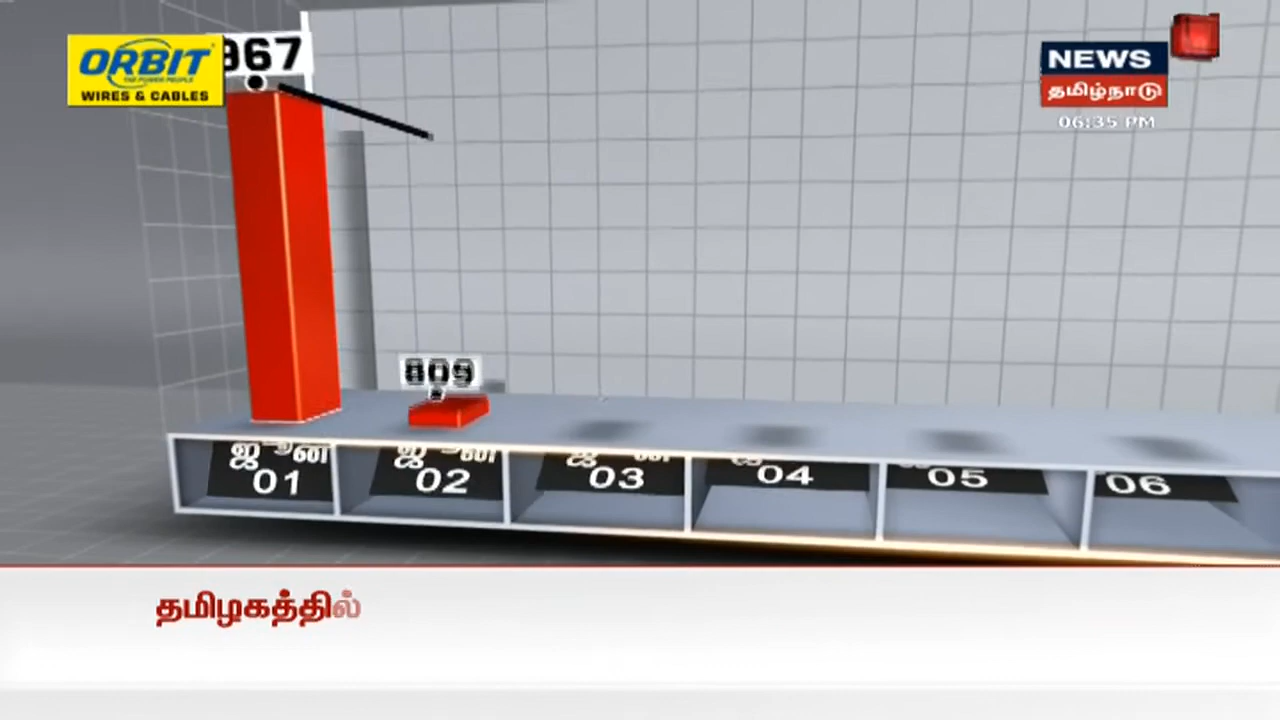 ORBIT
THE POWER PEOPLE
WIRES & CABLES
967
NEWS
தமிழ்நாடு
06:35 PM
809
ஜூன்
01
ஜூன்
02
ஜூன்
03
04
05
06
தமிழகத்தில்